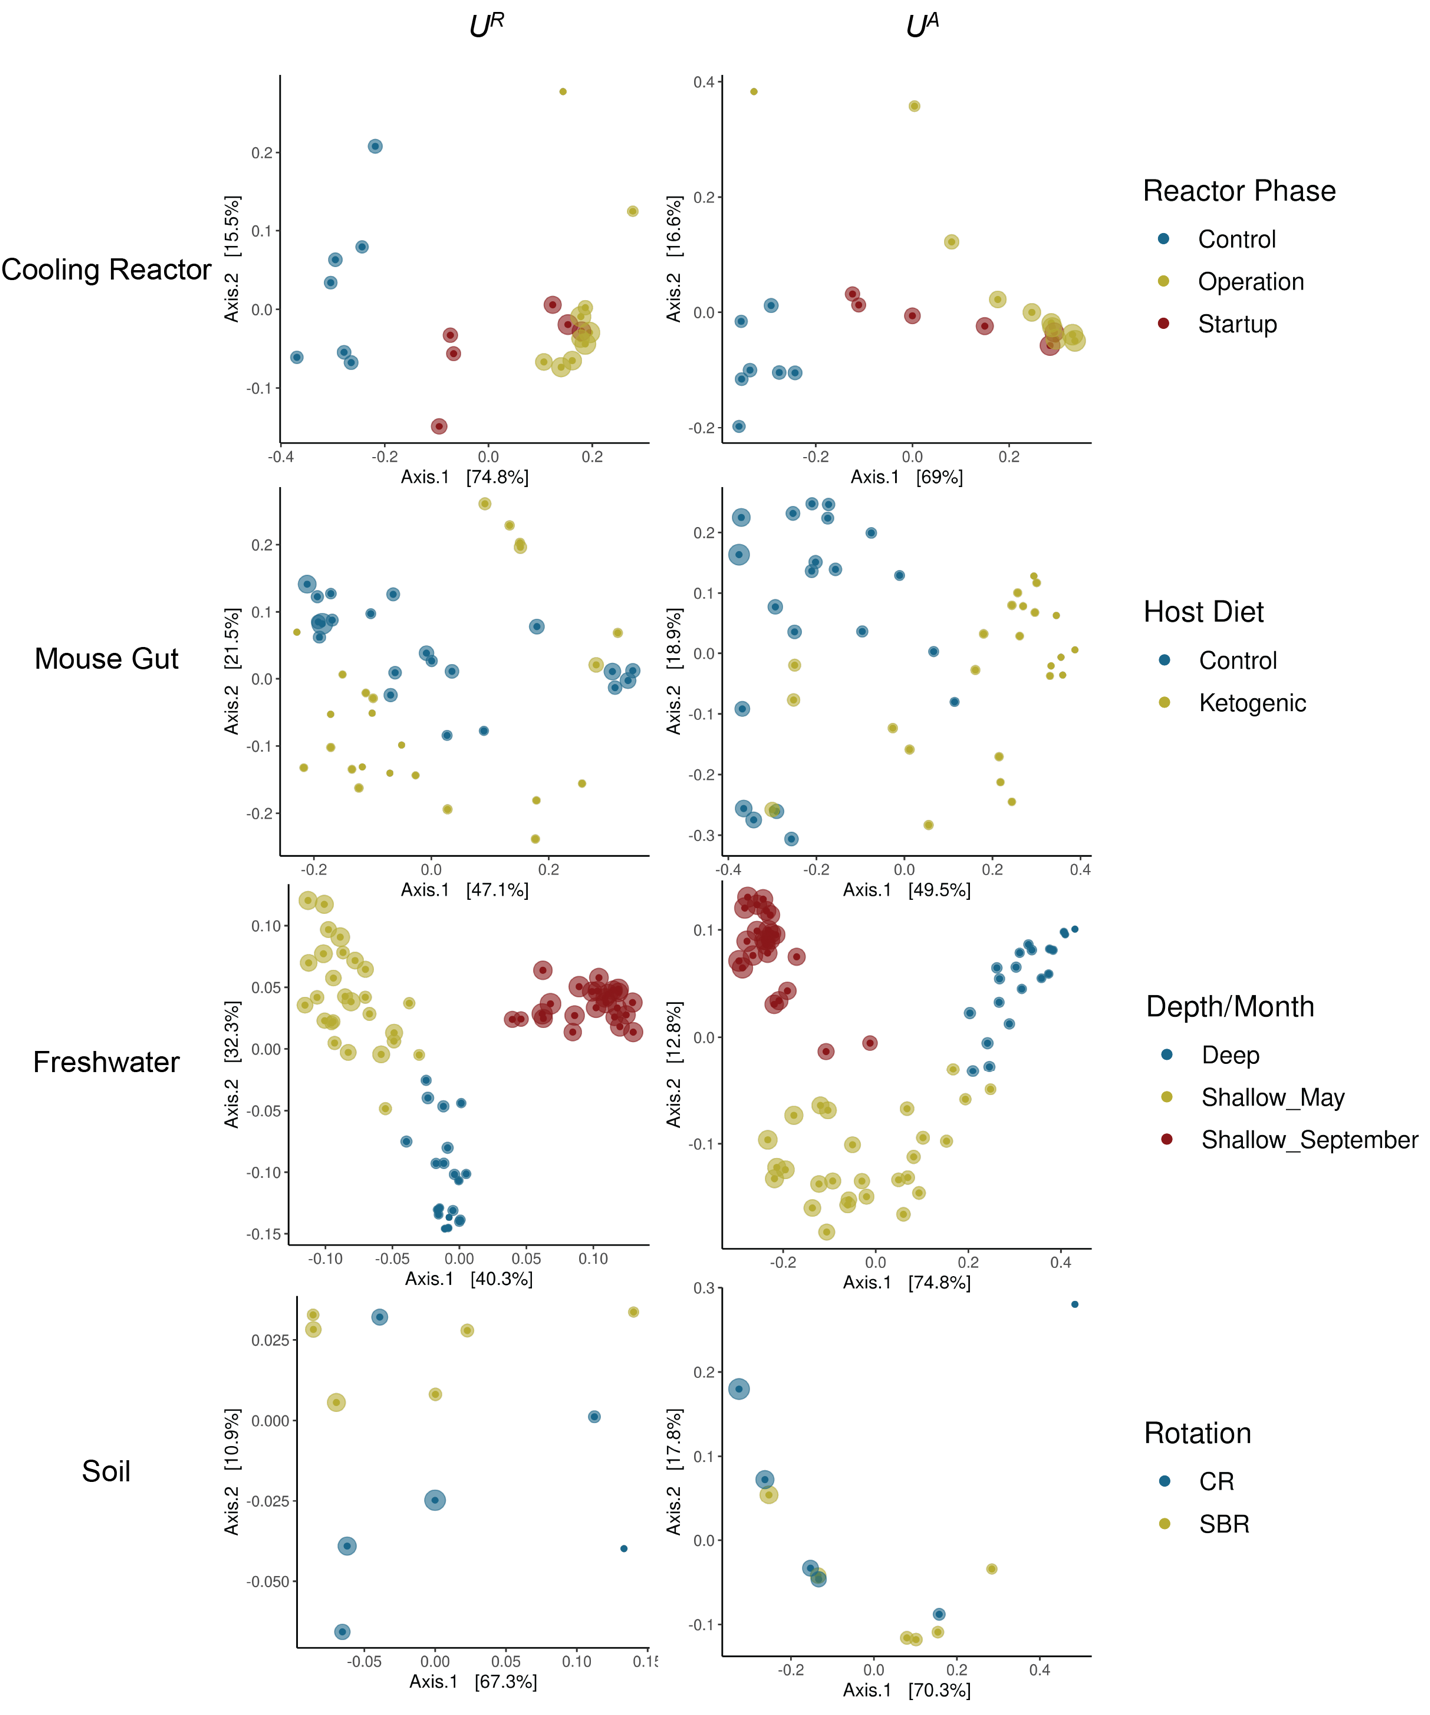 U^R U^A
Cooling Reactor
Axis.2 [15.5%]
0.2
0.1
0.0
-0.1
-0.4 -0.2 0.0 0.2
Axis.1 [74.8%]
Axis.2 [16.6%]
0.4
0.2
0.0
-0.2
-0.2 0.0 0.2
Axis.1 [69%]
Reactor Phase
Control
Operation
Startup
Mouse Gut
Axis.2 [21.5%]
0.2
0.1
0.0
-0.1
-0.2
-0.2 0.0 0.2
Axis.1 [47.1%]
Axis.2 [18.9%]
0.2
0.1
0.0
-0.1
-0.2
-0.3
-0.4 -0.2 0.0 0.2 0.4
Axis.1 [49.5%]
Host Diet
Control
Ketogenic
Freshwater
Axis.2 [32.3%]
0.10
0.05
0.00
-0.05
-0.10
-0.15
-0.10 -0.05 0.00 0.05 0.10
Axis.1 [40.3%]
Axis.2 [12.8%]
0.1
0.0
-0.1
-0.2 0.0 0.2 0.4
Axis.1 [74.8%]
Depth/Month
Deep
Shallow_May
Shallow_September
Soil
Axis.2 [10.9%]
0.025
0.000
-0.025
-0.050
-0.05 0.00 0.05 0.10 0.15
Axis.1 [67.3%]
Axis.2 [17.8%]
0.3
0.2
0.1
0.0
-0.1
-0.2 0.0 0.2 0.4
Axis.1 [70.3%]
Rotation
CR
SBR